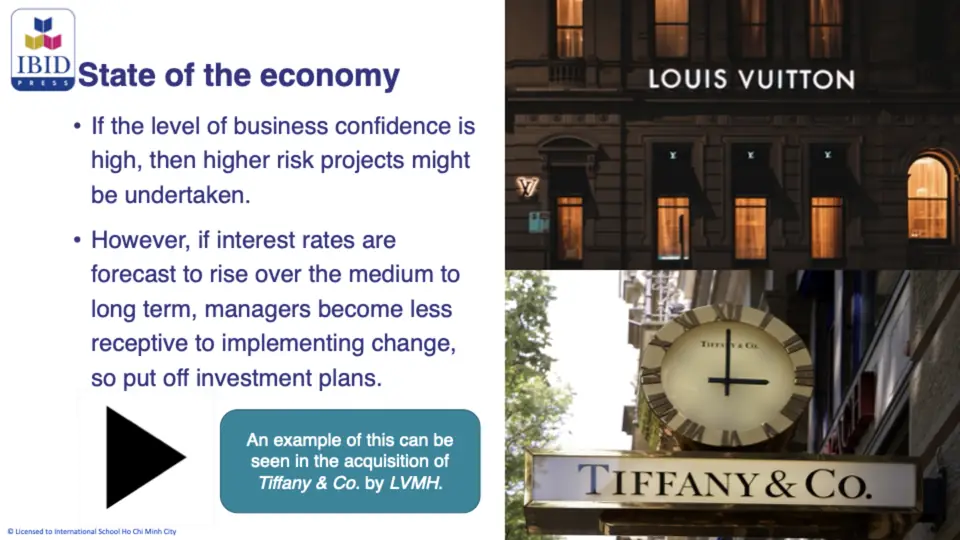 IBID
PRESS
State of the economy
• If the level of business confidence is
high, then higher risk projects might
be undertaken.
• However, if interest rates are
forecast to rise over the medium to
long term, managers become less
receptive to implementing change,
so put off investment plans.
An example of this can be
seen in the acquisition of
Tiffany & Co. by LVMH.
© Licensed to International School Ho Chi Minh City
LOUIS VUITTON
TIFFANY & CO.
TIFFANY & CO.